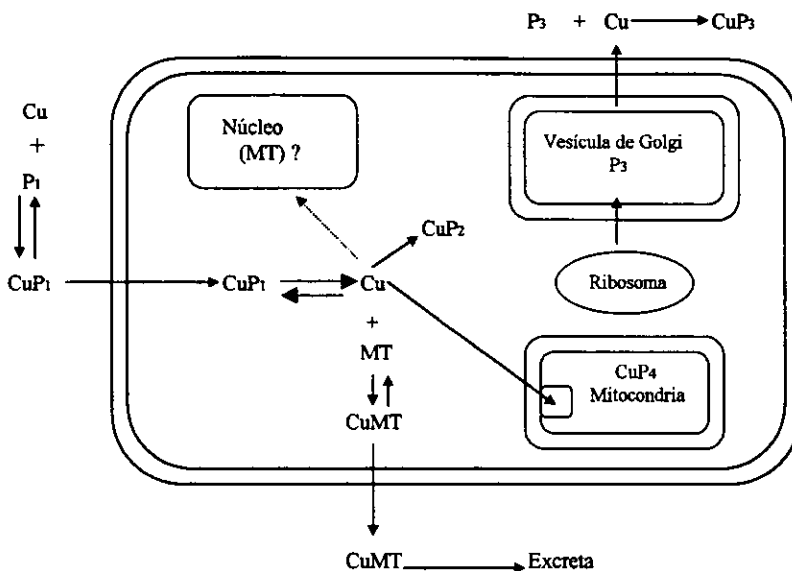 P₃ + Cu CuP₃
Cu
+
P₁
CuP₁
Núcleo
(MT) ?
Vesícula de Golgi
P₃
Ribosoma
CuP₂
CuP₁ Cu
+
MT
CuMT
CuP₄
Mitocondria
CuMT Excreta